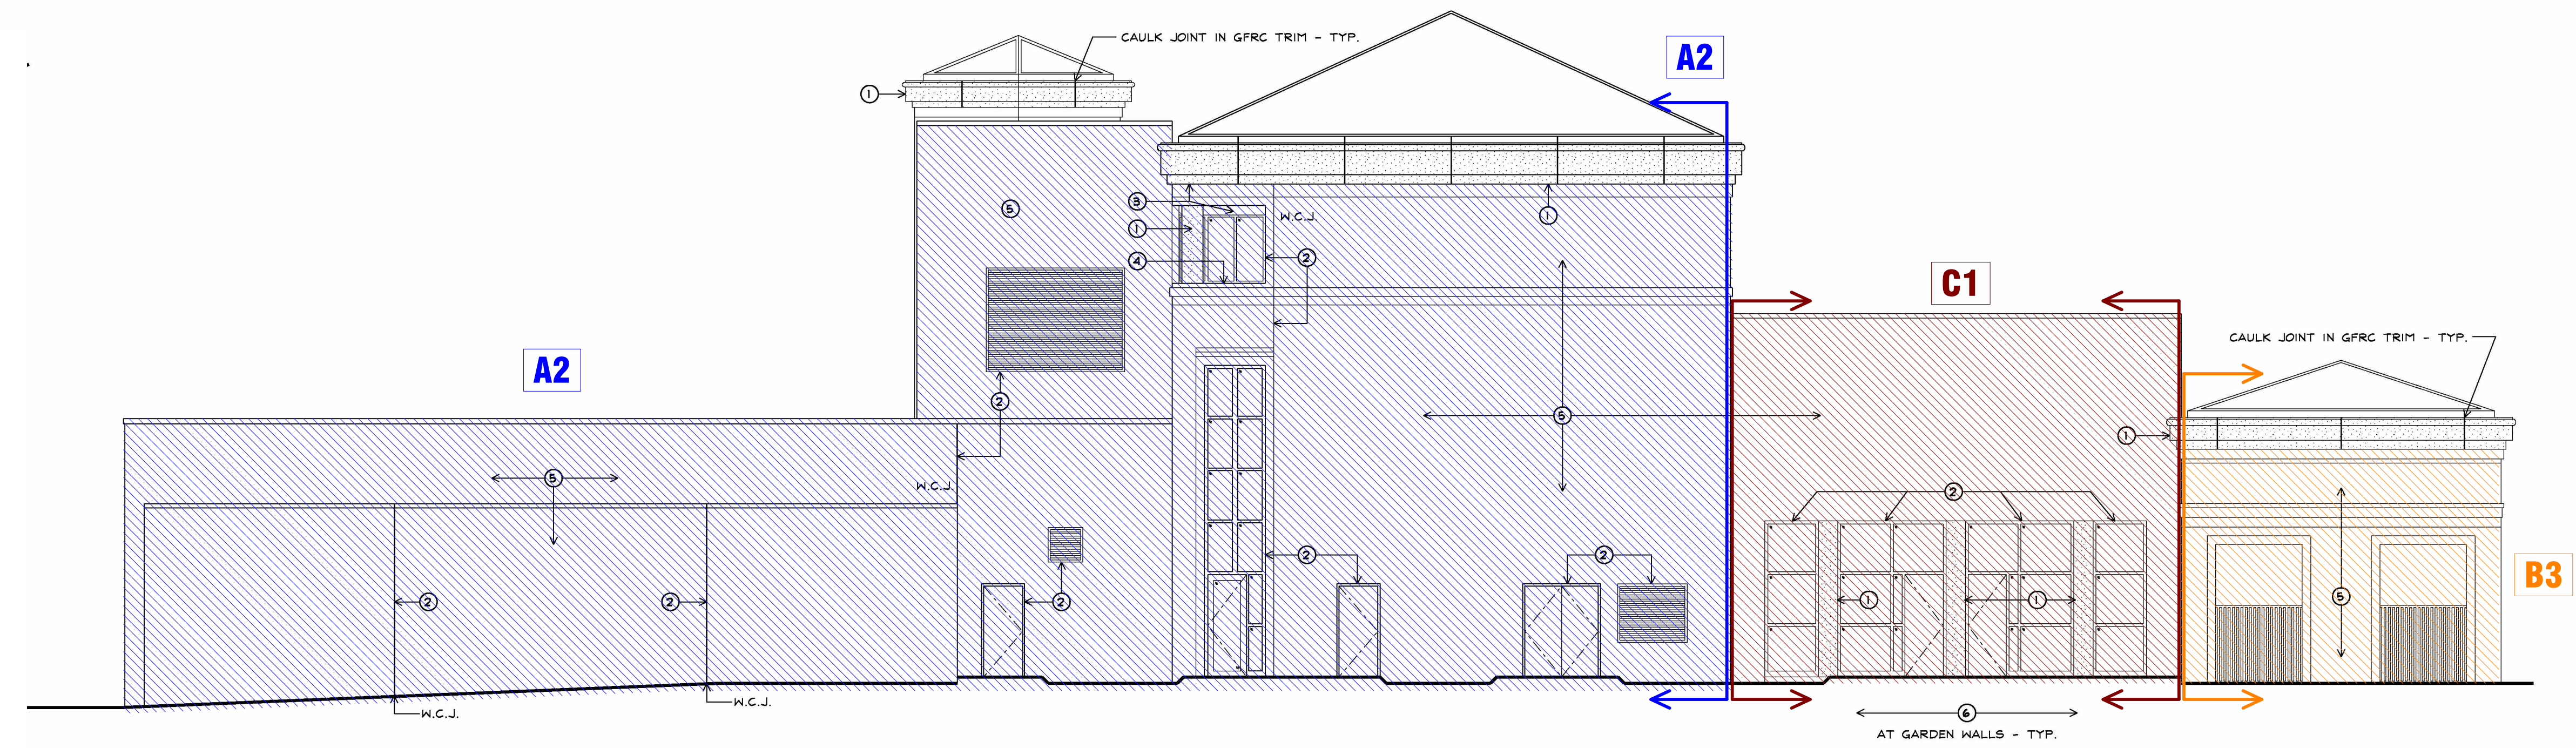 CAULK JOINT IN GFRC TRIM - TYP.
A2
1
5
3
1
W.C.J.
1
4
2
C1
CAULK JOINT IN GFRC TRIM - TYP.
A2
2
5
1
5
W.C.J.
2
2
2
B3
5
2
2
2
1
1
W.C.J.
W.C.J.
6
AT GARDEN WALLS - TYP.